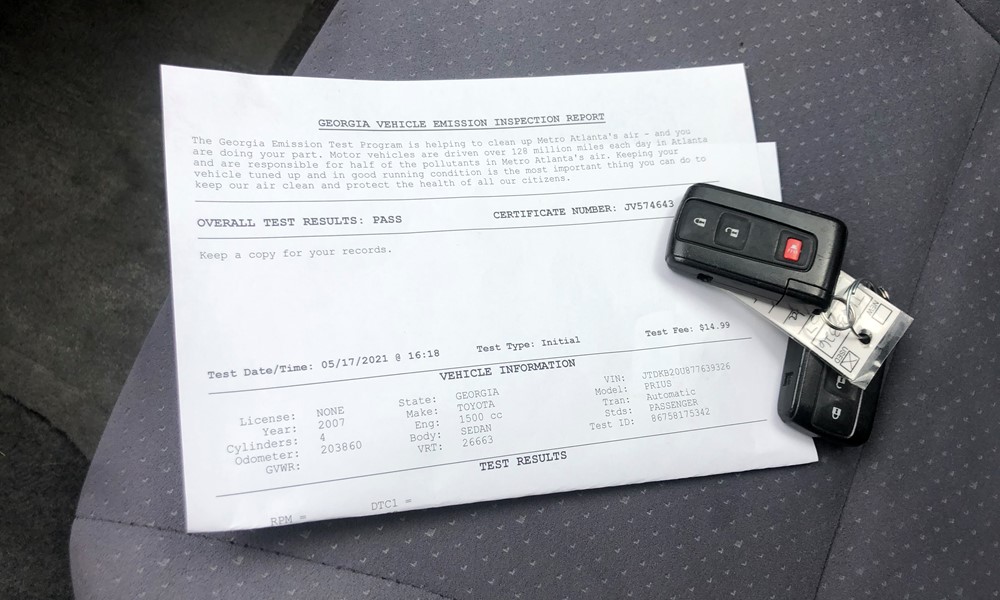 GEORGIA VEHICLE EMISSION INSPECTION REPORT
The Georgia Emission Test Program is helping to clean up Metro Atlanta's air - and you
are doing your part. Motor vehicles are driven over 128 million miles each day in Atlanta
and are responsible for half of the pollutants in Metro Atlanta's air. Keeping your
vehicle tuned up and in good running condition is the most important thing you can do to
keep our air clean and protect the health of all our citizens.
OVERALL TEST RESULTS: PASS CERTIFICATE NUMBER: JV574643
Keep a copy for your records.
Test Date/Time: 05/17/2021 @ 16:18 Test Type: Initial Test Fee: $14.99
VEHICLE INFORMATION
License: NONE State: GEORGIA VIN: JTDKB20U877639326
Year: 2007 Make: TOYOTA Model: PRIUS
Cylinders: 4 Eng: 1500 cc Tran: Automatic
Odometer: 203860 Body: SEDAN Stds: PASSENGER
GVWR: VRT: 26663 Test ID: 86758175342
TEST RESULTS
RPM = DTC1 =
NEW
USED